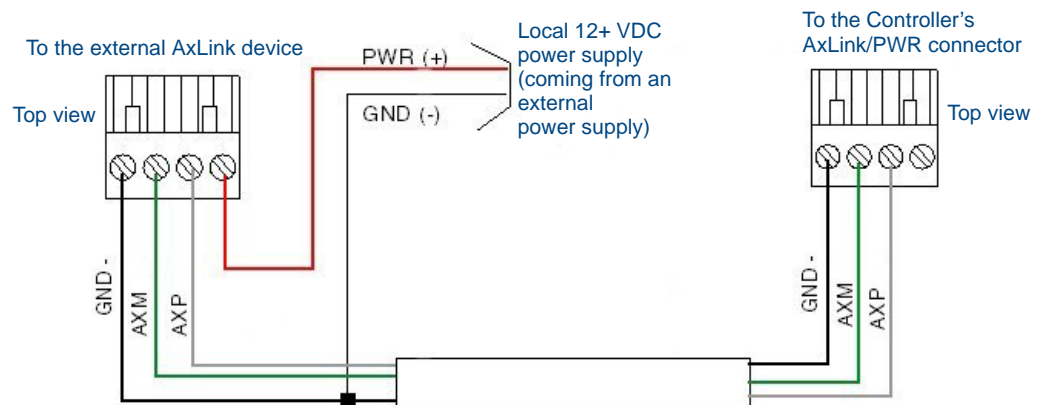 To the external AxLink device
Top view
PWR (+)
GND (-)
Local 12+ VDC
power supply
(coming from an
external
power supply)
To the Controller's
AxLink/PWR connector
Top view
GND -
AXM
AXP
GND -
AXM
AXP